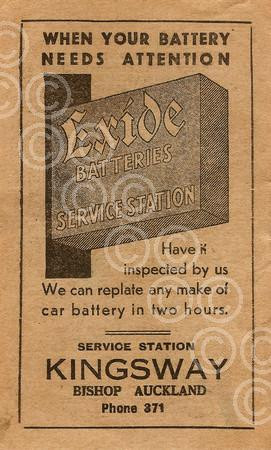 WHEN YOUR BATTERY
NEEDS ATTENTION
Exide
BATTERIES
SERVICE STATION
Have it
inspecied by us
We can replate any make of
car battery in two hours.
SERVICE STATION
KINGSWAY
BISHOP AUCKLAND
Phone 371